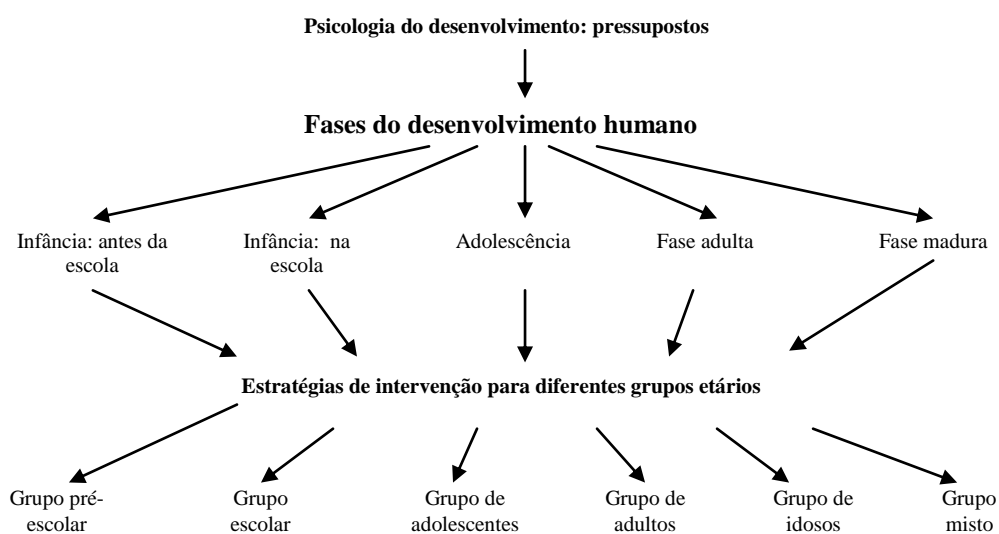 Psicologia do desenvolvimento: pressupostos
Fases do desenvolvimento humano
Infância: antes da
escola
Infância: na
escola
Adolescência
Fase adulta
Fase madura
Estratégias de intervenção para diferentes grupos etários
Grupo pré-
escolar
Grupo
escolar
Grupo de
adolescentes
Grupo de
adultos
Grupo de
idosos
Grupo
misto